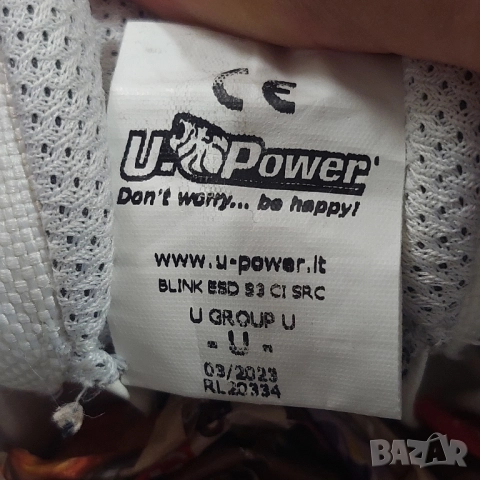 CE
U-Power
Don't worry... be happy!
www.u-power.it
BLINK ESD S3 CI SRC
U GROUP U
- U -
03/2023
RL20334
BAZAR